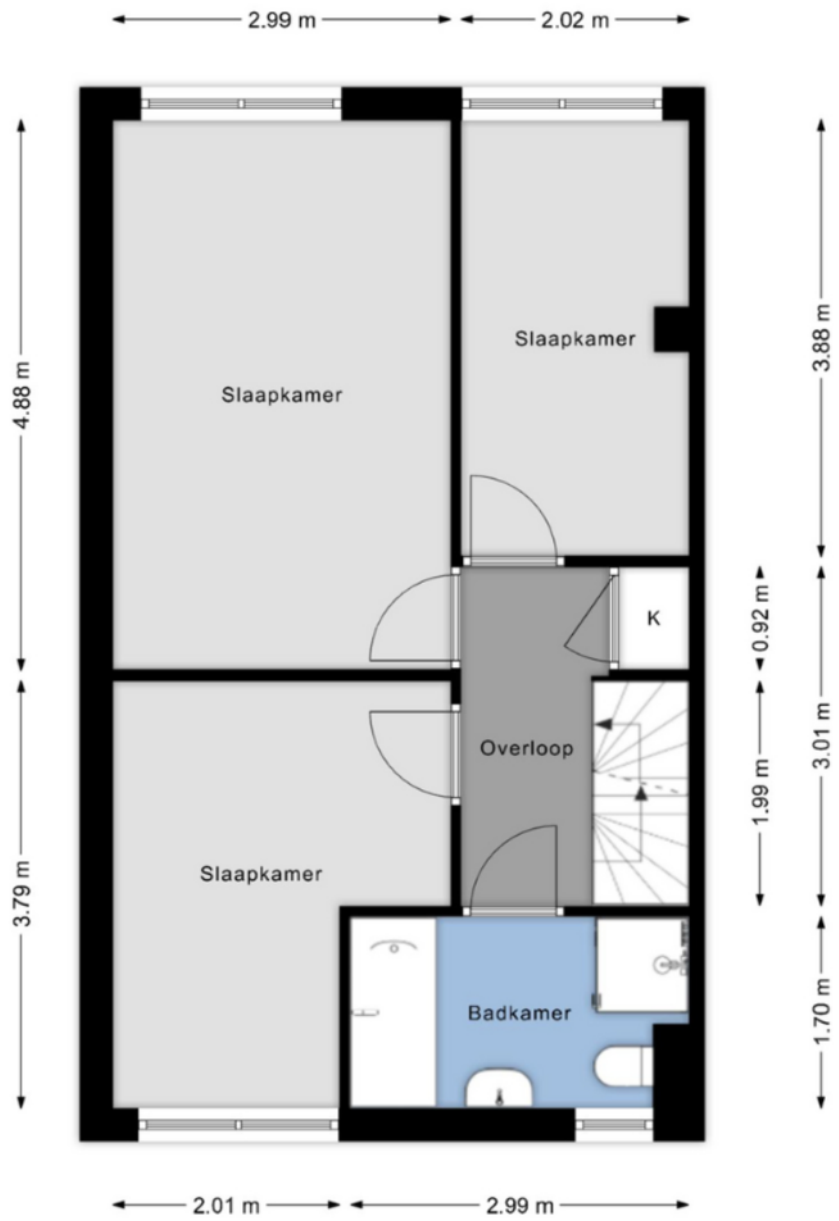 2.99 m
2.02 m
4.88 m
3.88 m
Slaapkamer
Slaapkamer
0.92 m
K
3.01 m
Overloop
1.99 m
Slaapkamer
3.79 m
Badkamer
1.70 m
2.01 m
2.99 m